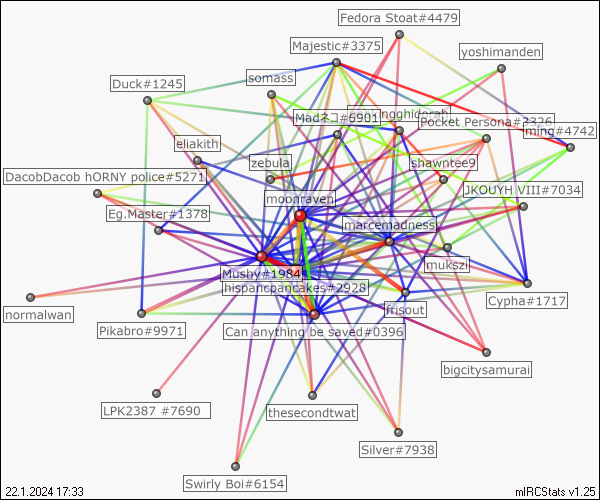 Fedora Stoat#4479
Majestic#3375
yoshimanden
somass
Duck#1245
Madネコ#6901
ngghidorah
Pocket Persona#3326
ming#4742
eliakith
zebula
shawntee9
DacobDacob hORNY police#5271
JKOUYH VIII#7034
moonraven
Eg.Master#1378
marcemadness
mukszi
Mushy#1984
hispancpancakes#2928
Cypha#1717
normalwan
frisout
Pikabro#9971
Can anything be saved#0396
bigcitysamurai
LPK2387 #7690
thesecondtwat
Silver#7938
Swirly Boi#6154
22.1.2024 17:33
mIRCStats v1.25